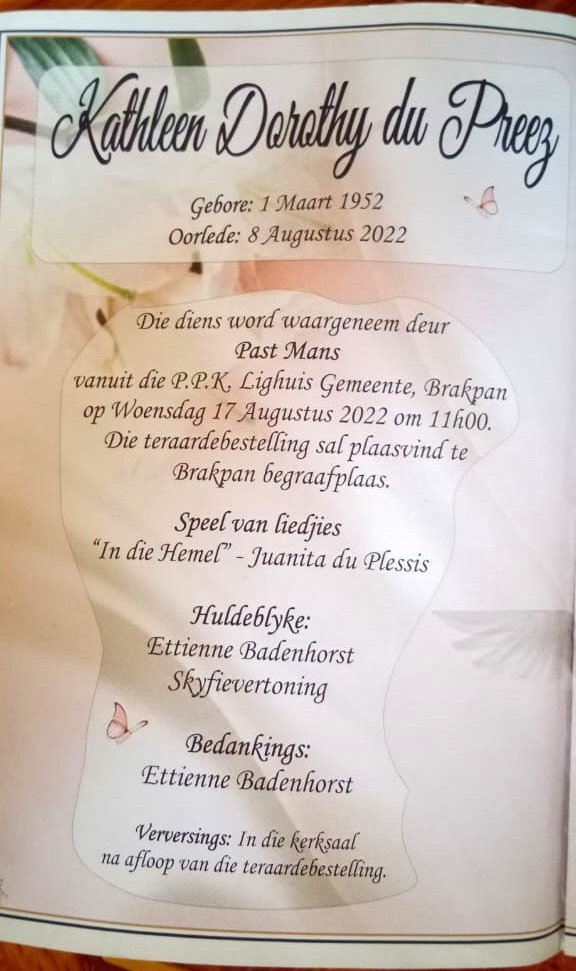 Kathleen Dorothy du Preez
Gebore: 1 Maart 1952
Oorlede: 8 Augustus 2022
Die diens word waargeneem deur
Past Mans
vanuit die P.P.K. Lighuis Gemeente, Brakpan
op Woensdag 17 Augustus 2022 om 11h00.
Die teraardebestelling sal plaasvind te
Brakpan begraafplaas.
Speel van liedjies
"In die Hemel" - Juanita du Plessis
Huldeblyke:
Ettienne Badenhorst
Skyfievertoning
Bedankings:
Ettienne Badenhorst
Verversings: In die kerksaal
na afloop van die teraardebestelling.